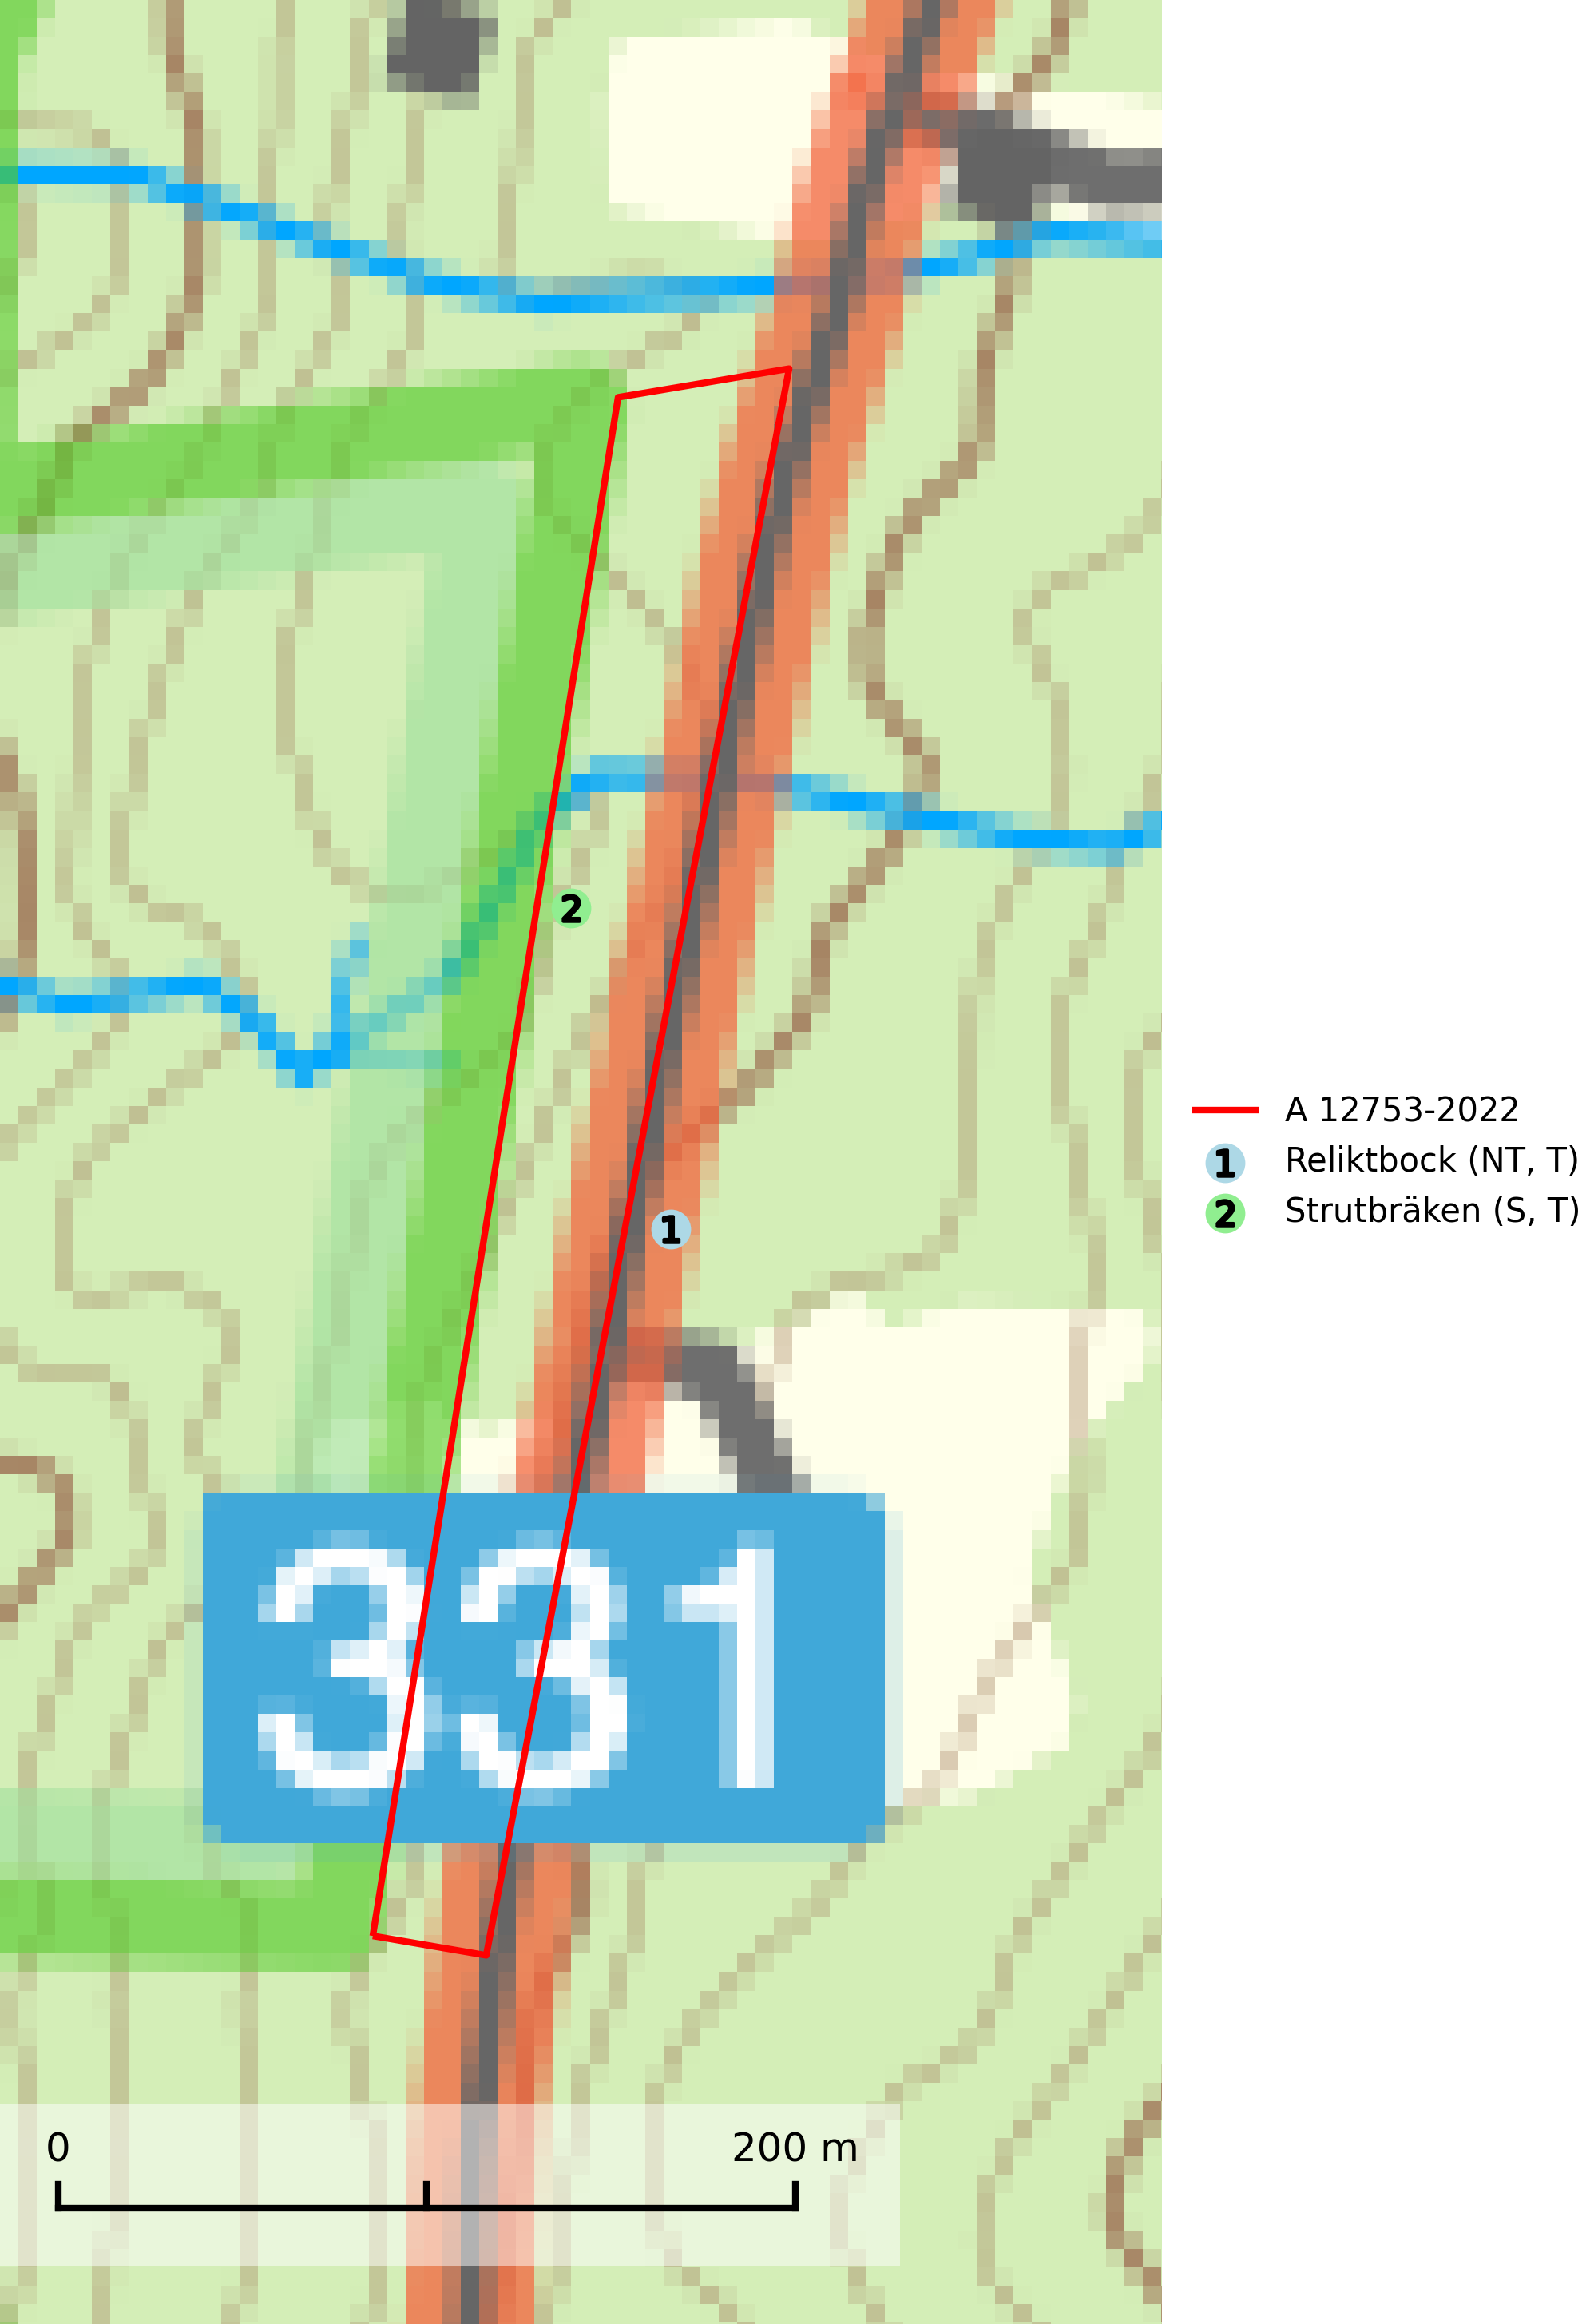 2
1
A 12753-2022
1 Reliktbock (NT, T)
2 Strutbräken (S, T)
331
0 200 m